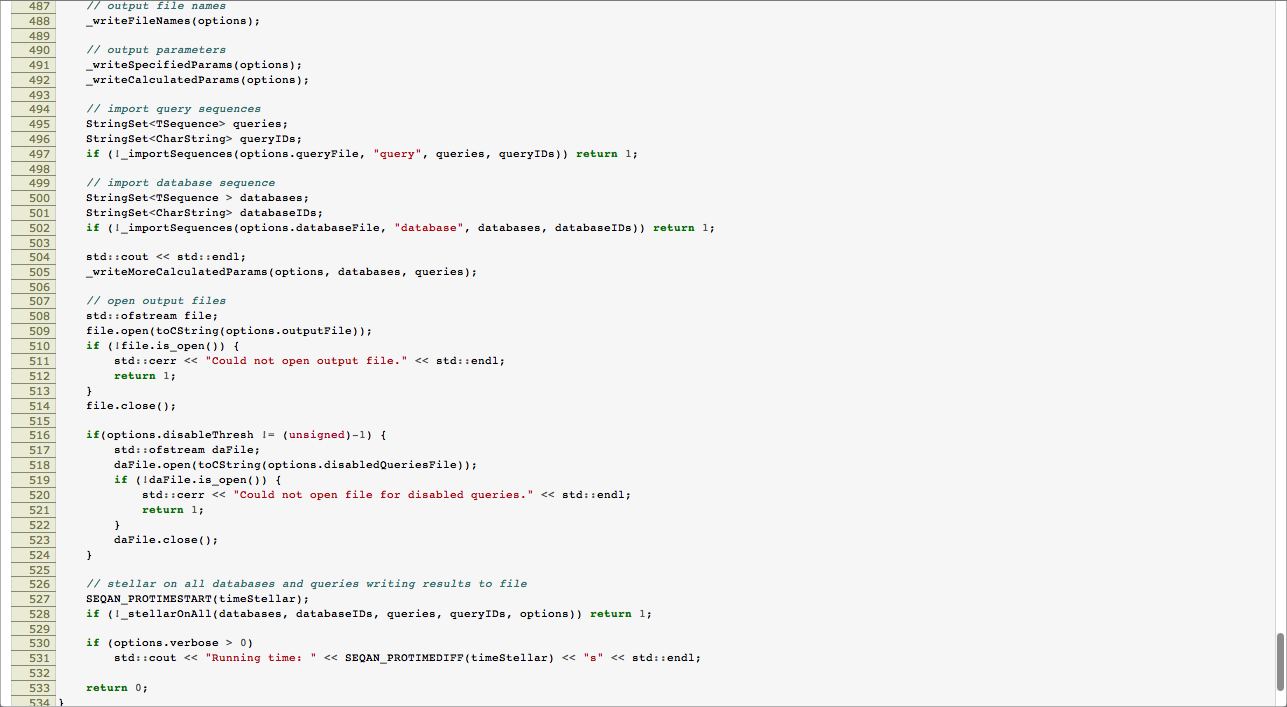 487 // output file names
488 _writeFileNames(options);
489
490 // output parameters
491 _writeSpecifiedParams(options);
492 _writeCalculatedParams(options);
493
494 // import query sequences
495 StringSet<TSequence> queries;
496 StringSet<CharString> queryIDs;
497 if (!_importSequences(options.queryFile, "query", queries, queryIDs)) return 1;
498
499 // import database sequence
500 StringSet<TSequence > databases;
501 StringSet<CharString> databaseIDs;
502 if (!_importSequences(options.databaseFile, "database", databases, databaseIDs)) return 1;
503
504 std::cout << std::endl;
505 _writeMoreCalculatedParams(options, databases, queries);
506
507 // open output files
508 std::ofstream file;
509 file.open(toCString(options.outputFile));
510 if (!file.is_open()) {
511 std::cerr << "Could not open output file." << std::endl;
512 return 1;
513 }
514 file.close();
515
516 if(options.disableThresh != (unsigned)-1) {
517 std::ofstream daFile;
518 daFile.open(toCString(options.disabledQueriesFile));
519 if (!daFile.is_open()) {
520 std::cerr << "Could not open file for disabled queries." << std::endl;
521 return 1;
522 }
523 daFile.close();
524 }
525
526 // stellar on all databases and queries writing results to file
527 SEQAN_PROTIMESTART(timeStellar);
528 if (!_stellarOnAll(databases, databaseIDs, queries, queryIDs, options)) return 1;
529
530 if (options.verbose > 0)
531 std::cout << "Running time: " << SEQAN_PROTIMEDIFF(timeStellar) << "s" << std::endl;
532
533 return 0;
534 }